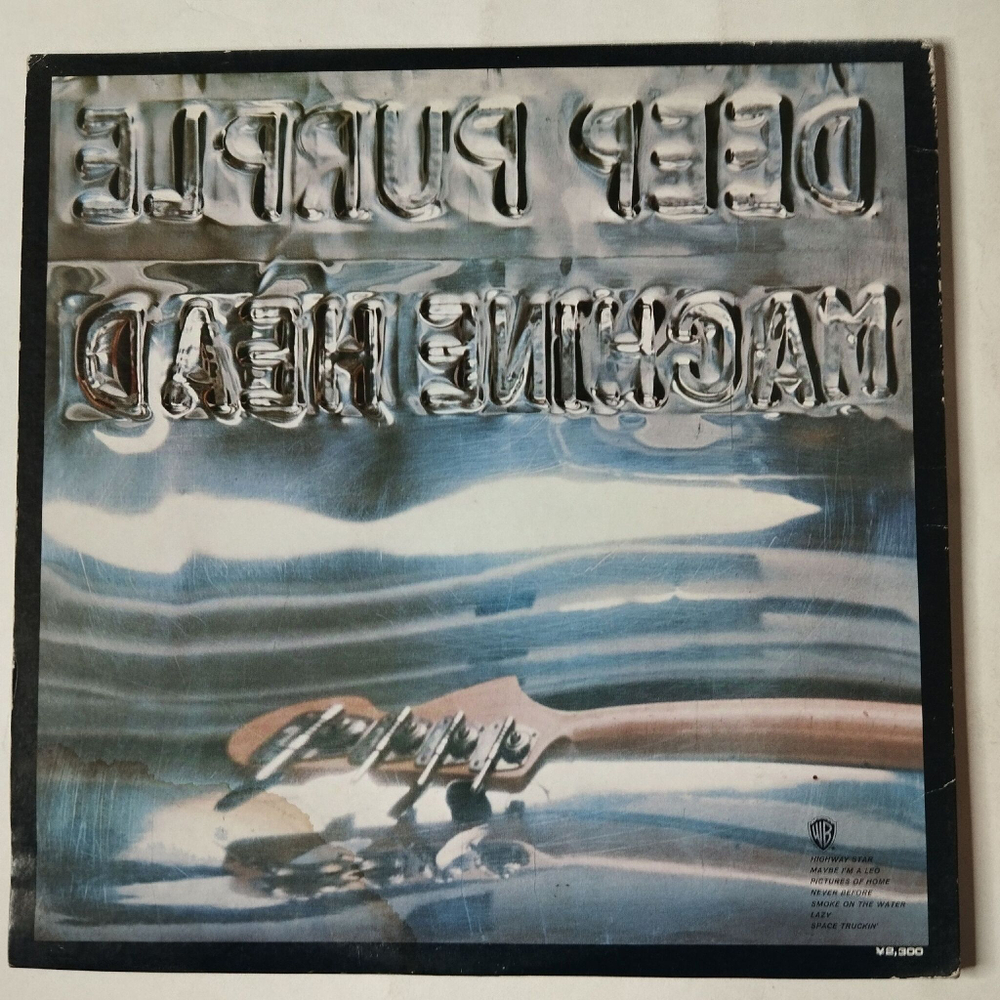 DEEP PURPLE
MACHINE HEAD
WB
HIGHWAY STAR
MAYBE I'M A LEO
PICTURES OF HOME
NEVER BEFORE
SMOKE ON THE WATER
LAZY
SPACE TRUCKIN'
¥2,300